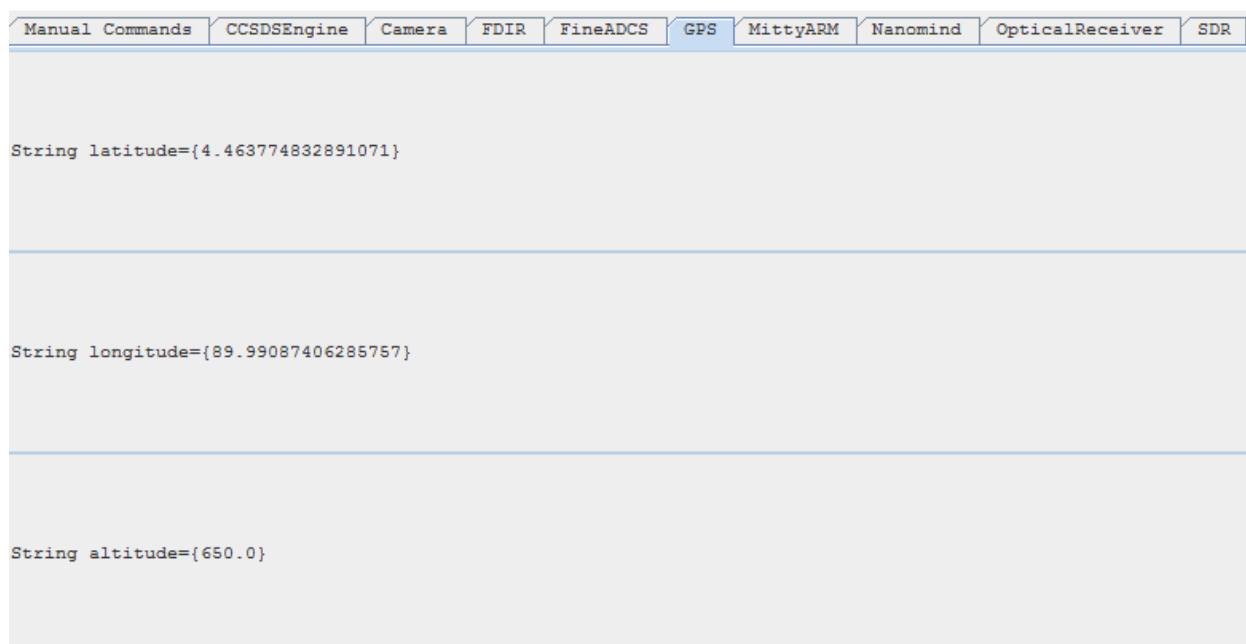 Manual Commands CCSDSEngine Camera FDIR FineADCS GPS MittyARM Nanomind OpticalReceiver SDR
String latitude={4.463774832891071}
String longitude={89.99087406285757}
String altitude={650.0}